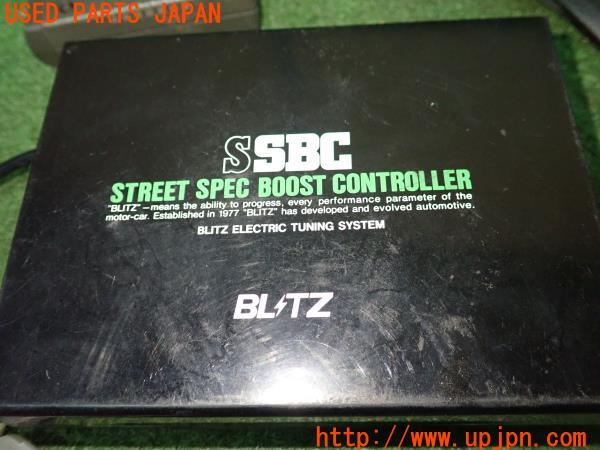 USED PARTS JAPAN
SSBC
STREET SPEC BOOST CONTROLLER
"BLITZ" —means the ability to progress, every performance parameter of the
motor-car. Established in 1977 "BLITZ" has developed and evolved automotive.
BLITZ ELECTRIC TUNING SYSTEM
BLITZ
http://www.upjpn.com